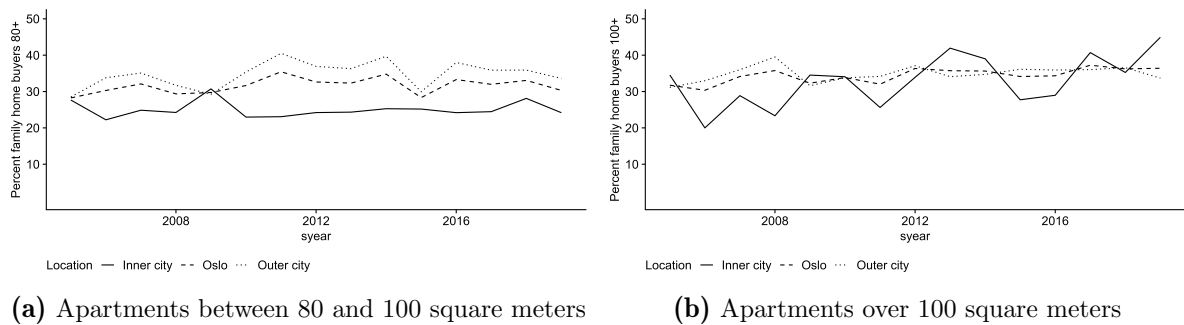 Percent family home buyers 80+
50
40
30
20
10
2008 2012 2016
syear
Location Inner city Oslo Outer city
(a) Apartments between 80 and 100 square meters
Percent family home buyers 100+
50
40
30
20
10
2008 2012 2016
syear
Location Inner city Oslo Outer city
(b) Apartments over 100 square meters